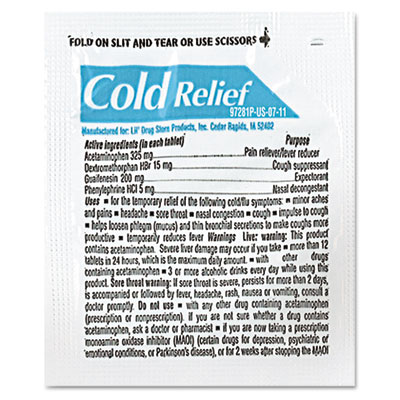 FOLD ON SLIT AND TEAR OR USE SCISSORS
Cold Relief
97281P-US-07-11
Manufactured for: Lil' Drug Store Products, Inc. Cedar Rapids, IA 52402
Active ingredients (in each tablet) Purpose
Acetaminophen 325 mg Pain reliever/fever reducer
Dextromethorphan HBr 15 mg Cough suppressant
Guaifenesin 200 mg Expectorant
Phenylephrine HCl 5 mg Nasal decongestant
Uses ▪ for the temporary relief of the following cold/flu symptoms: ▪ minor aches
and pains ▪ headache ▪ sore throat ▪ nasal congestion ▪ cough ▪ impulse to cough
▪ helps loosen phlegm (mucus) and thin bronchial secretions to make coughs more
productive ▪ temporarily reduces fever Warnings Liver warning: This product
contains acetaminophen. Severe liver damage may occur if you take ▪ more than 12
tablets in 24 hours, which is the maximum daily amount ▪ with other drugs
containing acetaminophen ▪ 3 or more alcoholic drinks every day while using this
product. Sore throat warning: If sore throat is severe, persists for more than 2 days,
is accompanied or followed by fever, headache, rash, nausea or vomiting, consult a
doctor promptly. Do not use ▪ with any other drug containing acetaminophen
(prescription or nonprescription). If you are not sure whether a drug contains
acetaminophen, ask a doctor or pharmacist ▪ if you are now taking a prescription
monoamine oxidase inhibitor (MAOI) (certain drugs for depression, psychiatric or
emotional conditions, or Parkinson's disease), or for 2 weeks after stopping the MAOI